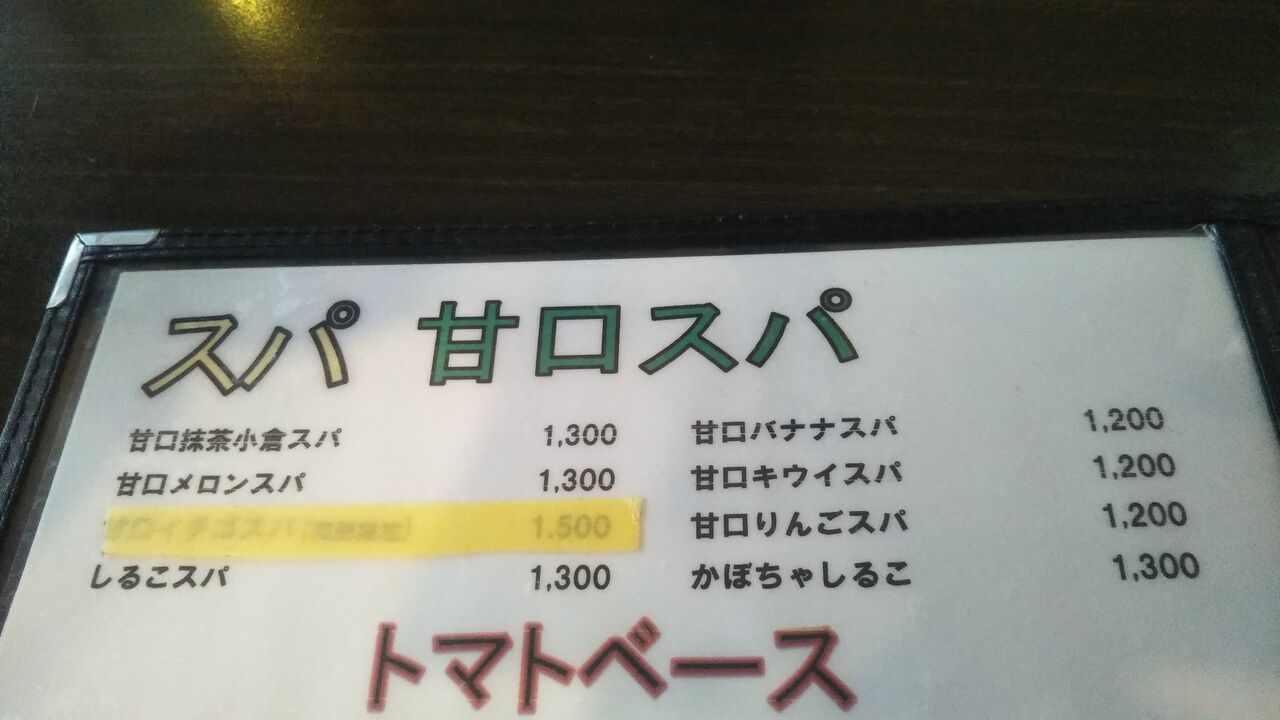 スパ 甘口スパ
甘口抹茶小倉スパ 1,300
甘口メロンスパ 1,300
甘口イチゴスパ 1,500
しるこスパ 1,300
甘口バナナスパ 1,200
甘口キウイスパ 1,200
甘口りんごスパ 1,200
かぼちゃしるこ 1,300
トマトベース